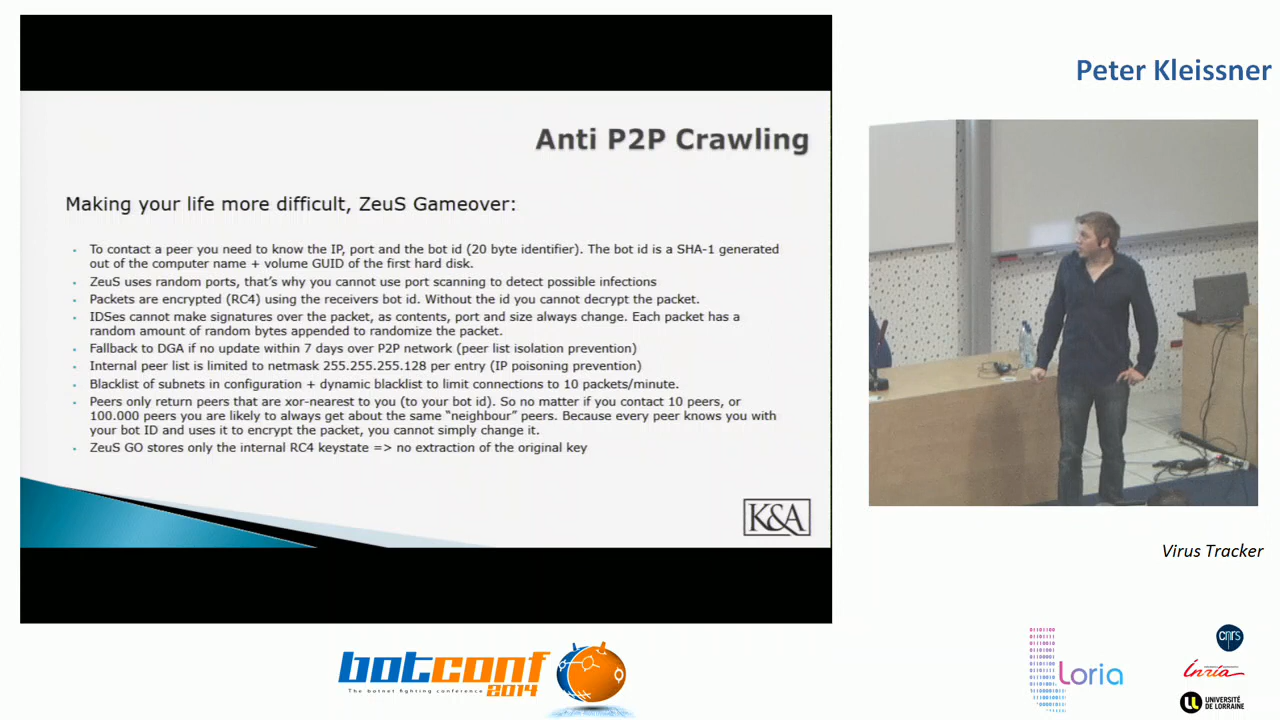 Peter Kleissner
Anti P2P Crawling
Making your life more difficult, ZeuS Gameover:
To contact a peer you need to know the IP, port and the bot id (20 byte identifier). The bot id is a SHA-1 generated
out of the computer name + volume GUID of the first hard disk.
ZeuS uses random ports, that's why you cannot use port scanning to detect possible infections
Packets are encrypted (RC4) using the receivers bot id. Without the id you cannot decrypt the packet.
IDSes cannot make signatures over the packet, as contents, port and size always change. Each packet has a
random amount of random bytes appended to randomize the packet.
Fallback to DGA if no update within 7 days over P2P network (peer list isolation prevention)
Internal peer list is limited to netmask 255.255.255.128 per entry (IP poisoning prevention)
Blacklist of subnets in configuration + dynamic blacklist to limit connections to 10 packets/minute.
Peers only return peers that are xor-nearest to you (to your bot id). So no matter if you contact 10 peers, or
100.000 peers you are likely to always get about the same "neighbour" peers. Because every peer knows you with
your bot ID and uses it to encrypt the packet, you cannot simply change it.
ZeuS GO stores only the internal RC4 keystate => no extraction of the original key
K&A
Virus Tracker
botconf
2014
The botnet fighting conference
Loria
cnrs
inria
UNIVERSITÉ
DE LORRAINE